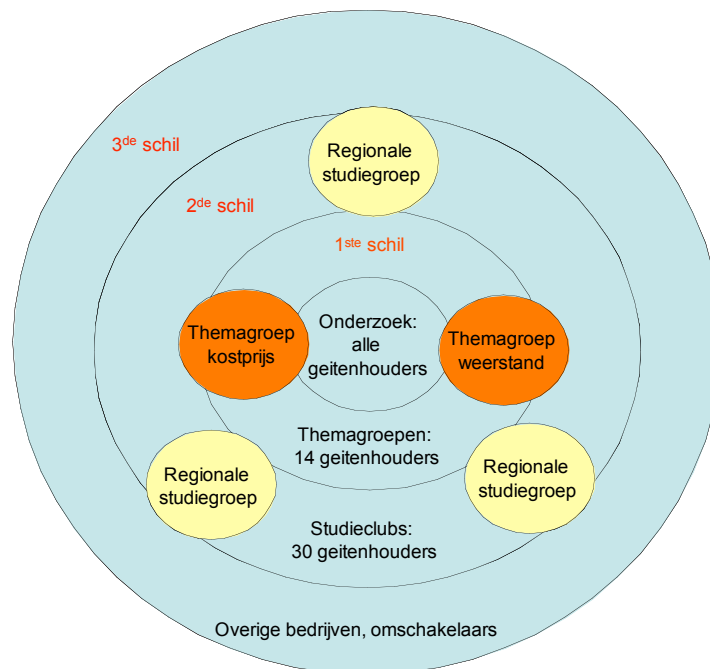 3de schil
Regionale
studiegroep
2de schil
1ste schil
Onderzoek:
alle
geitenhouders
Themagroep
kostprijs
Themagroep
weerstand
Themagroepen:
14 geitenhouders
Regionale
studiegroep
Regionale
studiegroep
Studieclubs:
30 geitenhouders
Overige bedrijven, omschakelaars